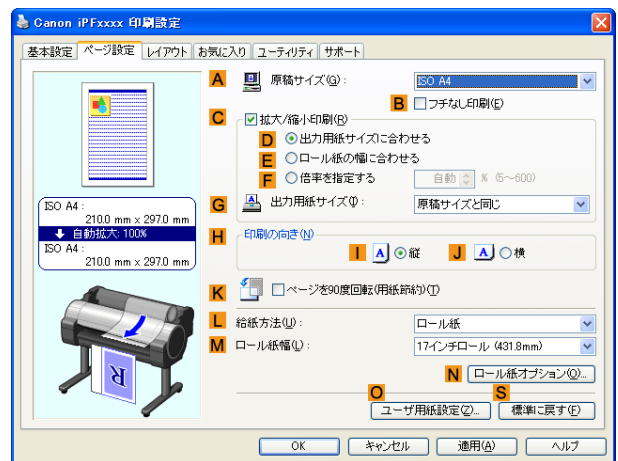 Canon iPFxxxx 印刷設定
基本設定 ページ設定 レイアウト お気に入り ユーティリティ サポート
A 原稿サイズ(G): ISO A4
B フチなし印刷(E)
C 拡大/縮小印刷(R)
D 出力用紙サイズに合わせる
E ロール紙の幅に合わせる
F 倍率を指定する 自動 % (5～600)
G 出力用紙サイズ(I): 原稿サイズと同じ
ISO A4 :
210.0 mm x 297.0 mm
自動拡大: 100%
ISO A4 :
210.0 mm x 297.0 mm
H 印刷の向き(N)
I A 縦 J A 横
K ページを90度回転(用紙節約)(T)
L 給紙方法(U): ロール紙
M ロール紙幅(L): 17インチロール (431.8mm)
R
N ロール紙オプション(Q)...
O S
ユーザ用紙設定(Z)... 標準に戻す(F)
OK キャンセル 適用(A) ヘルプ